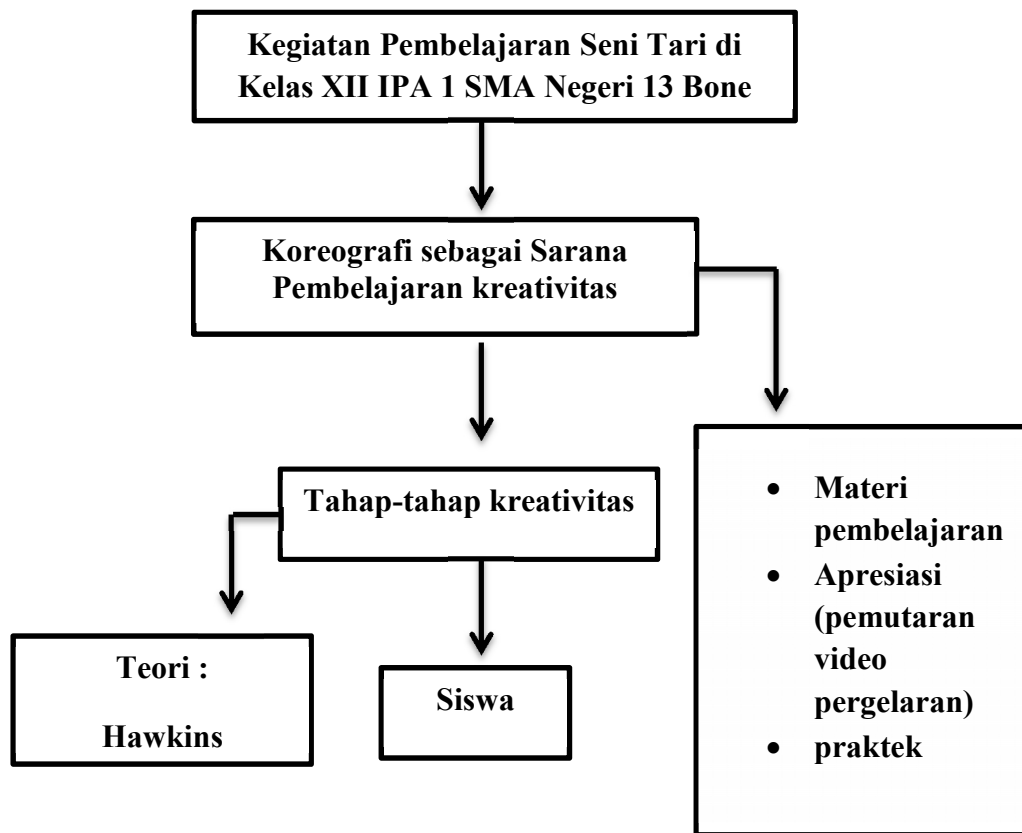 Kegiatan Pembelajaran Seni Tari di
Kelas XII IPA 1 SMA Negeri 13 Bone
Koreografi sebagai Sarana
Pembelajaran kreativitas
Tahap-tahap kreativitas
Teori :
Hawkins
Siswa
• Materi
pembelajaran
• Apresiasi
(pemutaran
video
pergelaran)
• praktek